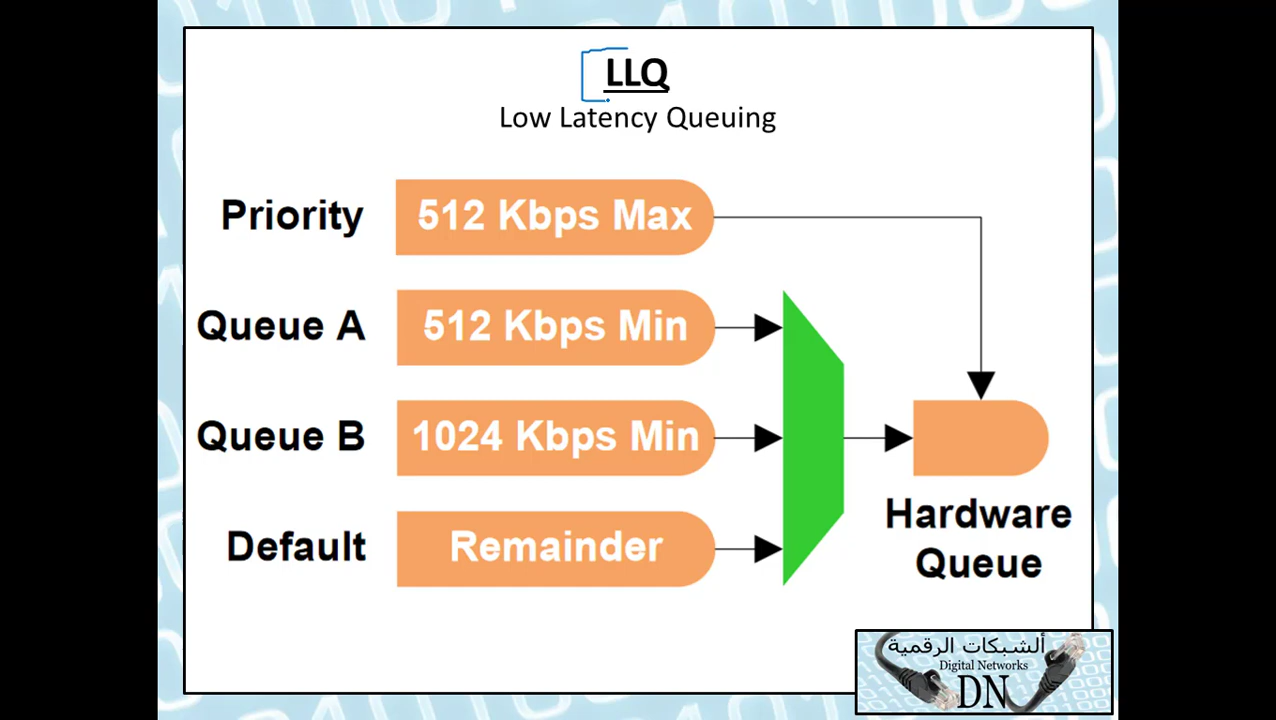 LLQ
Low Latency Queuing
Priority
512 Kbps Max
Queue A
512 Kbps Min
Queue B
1024 Kbps Min
Default
Remainder
Hardware
Queue
ألشبكات الرقمية
Digital Networks
DN